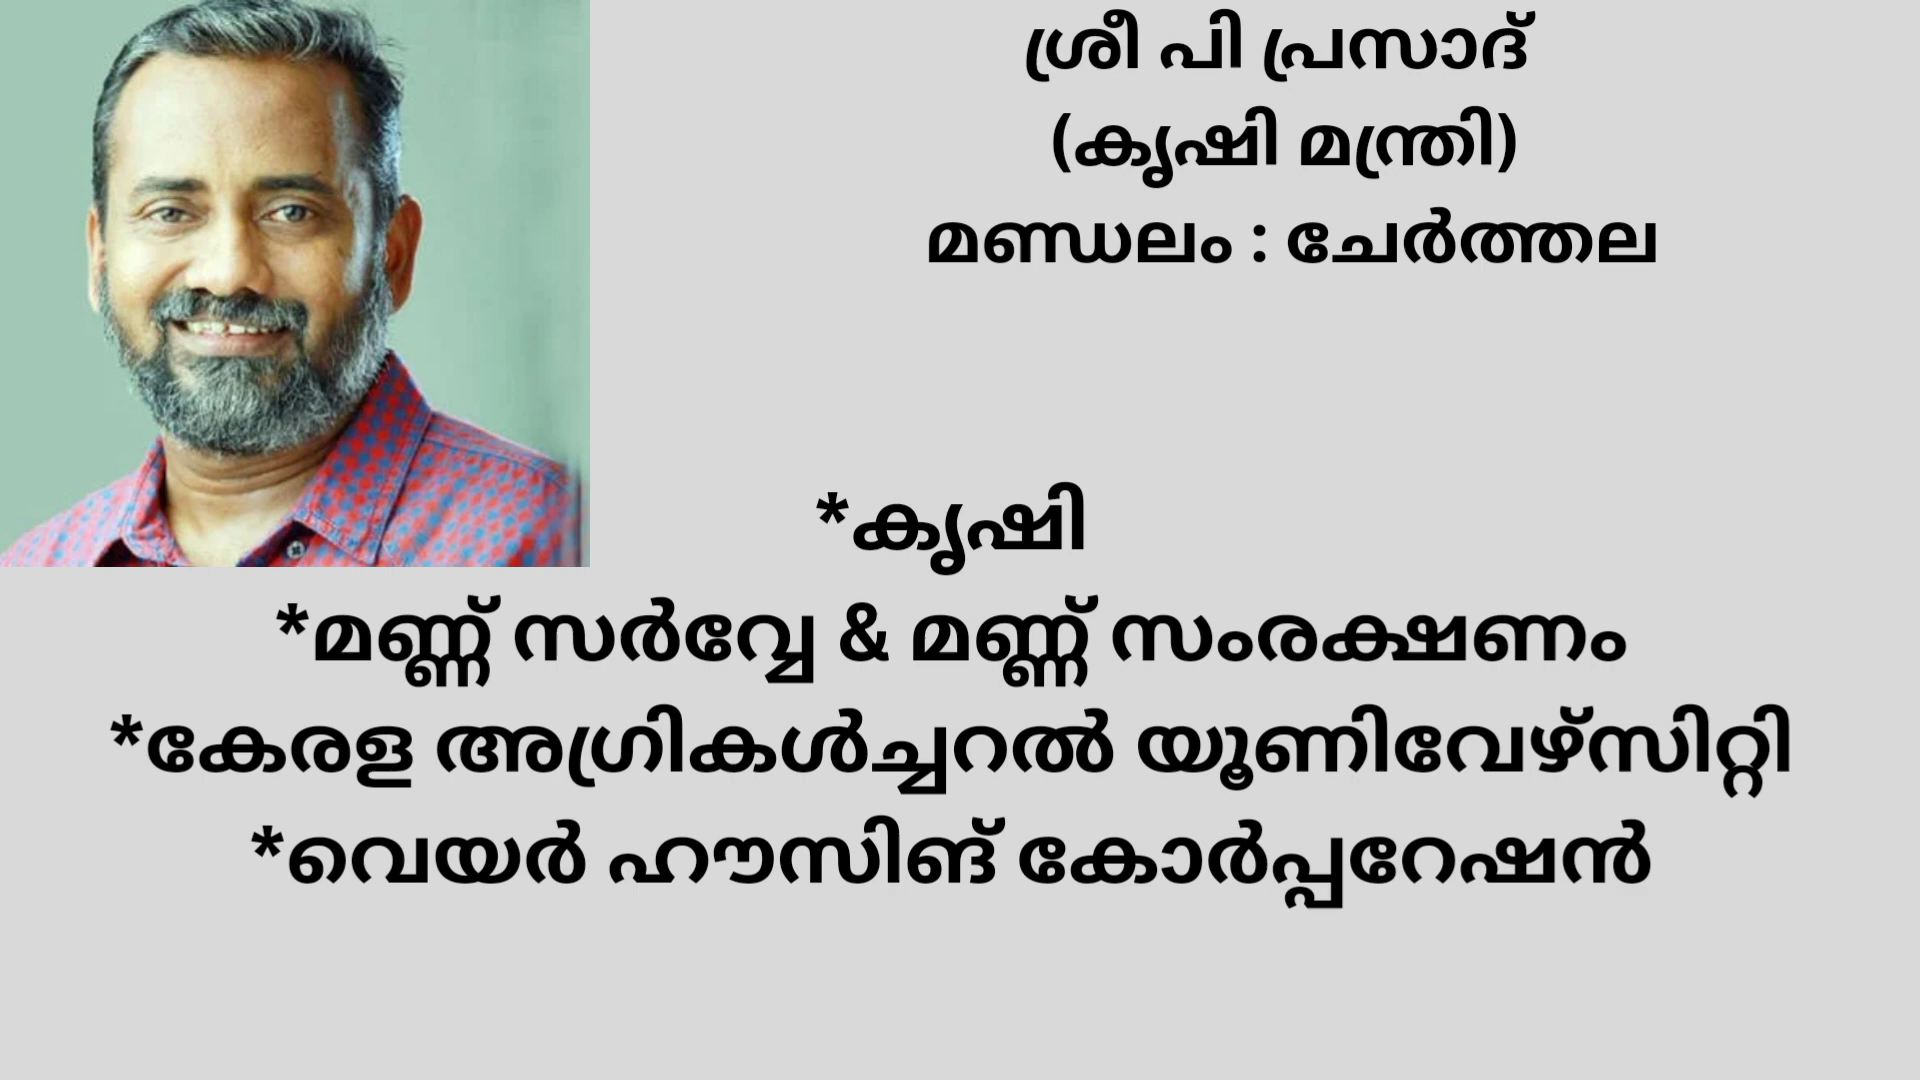 ശ്രീ പി പ്രസാദ്
(കൃഷി മന്ത്രി)
മണ്ഡലം : ചേർത്തല
*കൃഷി
*മണ്ണ് സർവ്വേ & മണ്ണ് സംരക്ഷണം
*കേരള അഗ്രികൾച്ചറൽ യൂണിവേഴ്സിറ്റി
*വെയർ ഹൗസിങ് കോർപ്പറേഷൻ